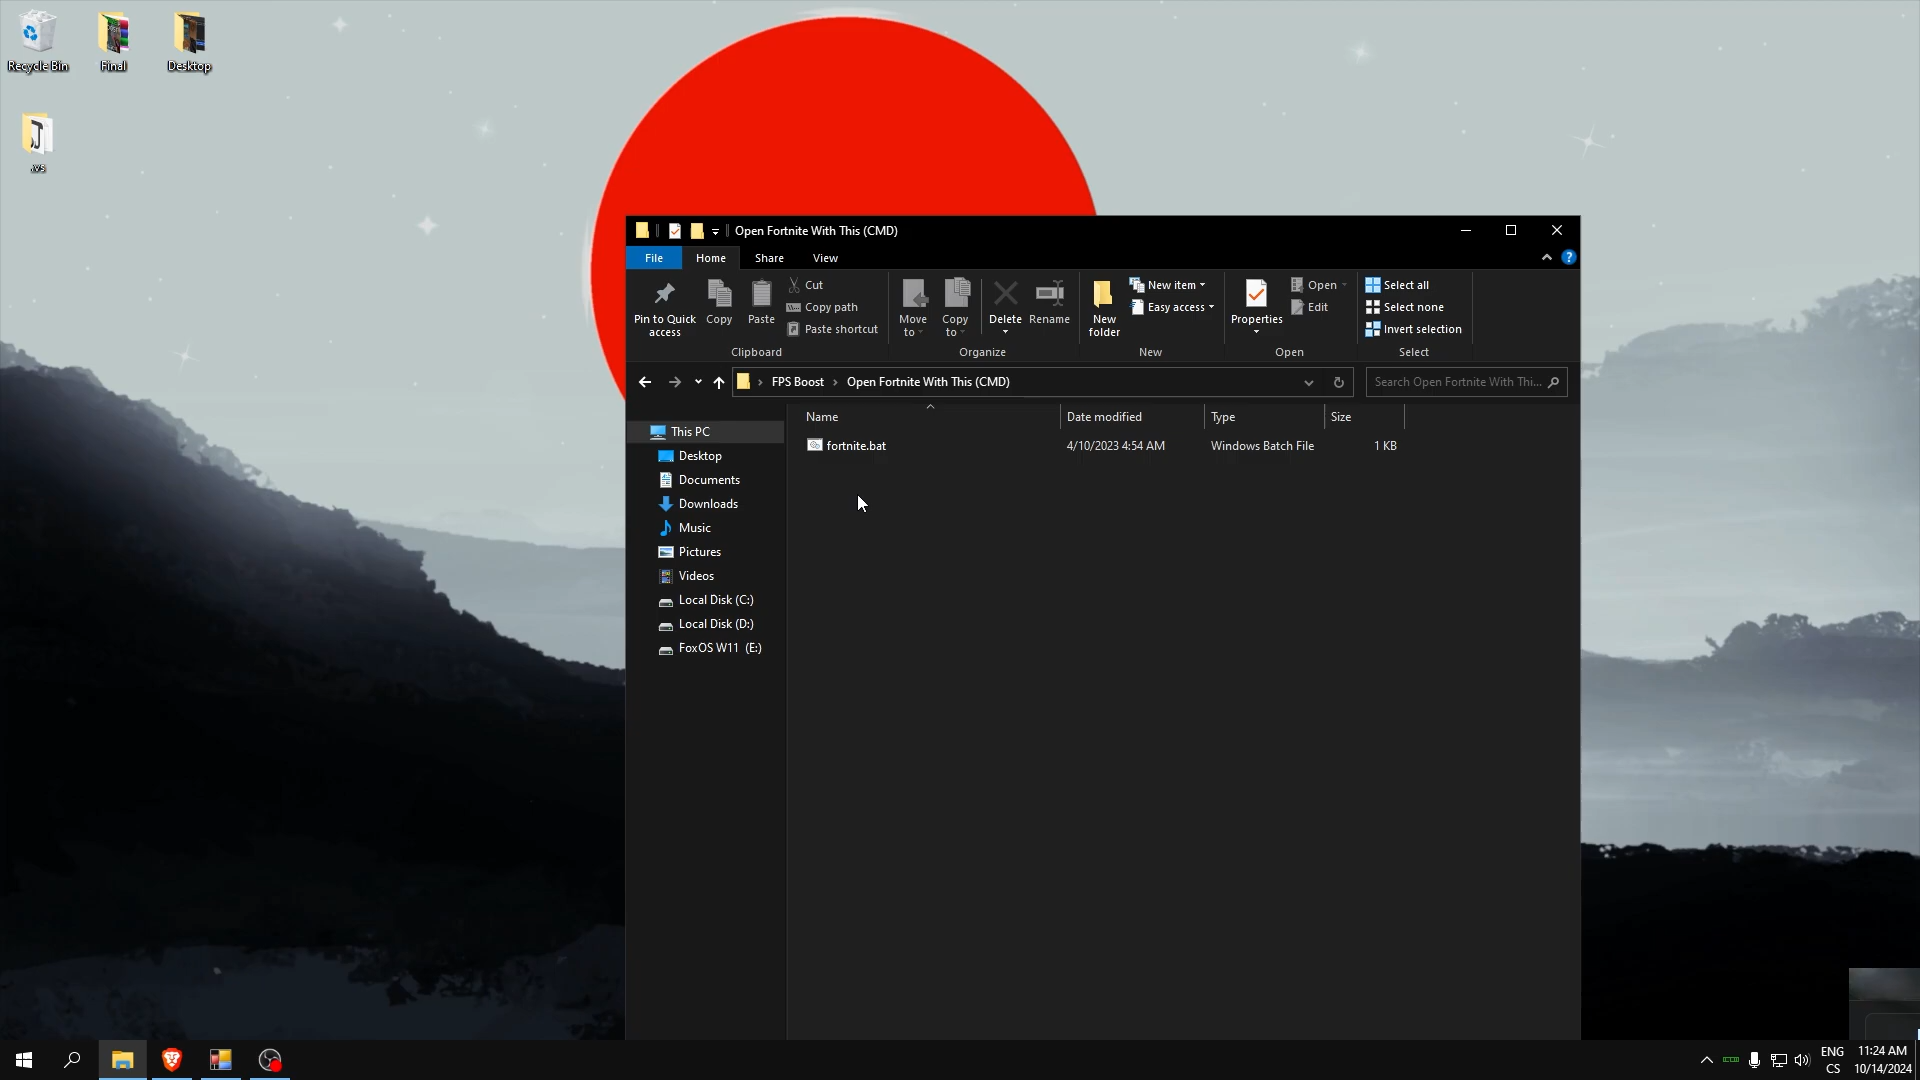 Recycle Bin
Final
Desktop
.vs
Open Fortnite With This (CMD)
File
Home
Share
View
?
Pin to Quick
access
Copy
Paste
Cut
Copy path
Paste shortcut
Clipboard
Move
to
Copy
to
Delete
Rename
Organize
New
folder
New item
Easy access
New
Properties
Open
Edit
Open
Select all
Select none
Invert selection
Select
FPS Boost
Open Fortnite With This (CMD)
Search Open Fortnite With Thi...
Name
Date modified
Type
Size
fortnite.bat
4/10/2023 4:54 AM
Windows Batch File
1 KB
This PC
Desktop
Documents
Downloads
Music
Pictures
Videos
Local Disk (C:)
Local Disk (D:)
FoxOS W11 (E:)
ENG
CS
11:24 AM
10/14/2024